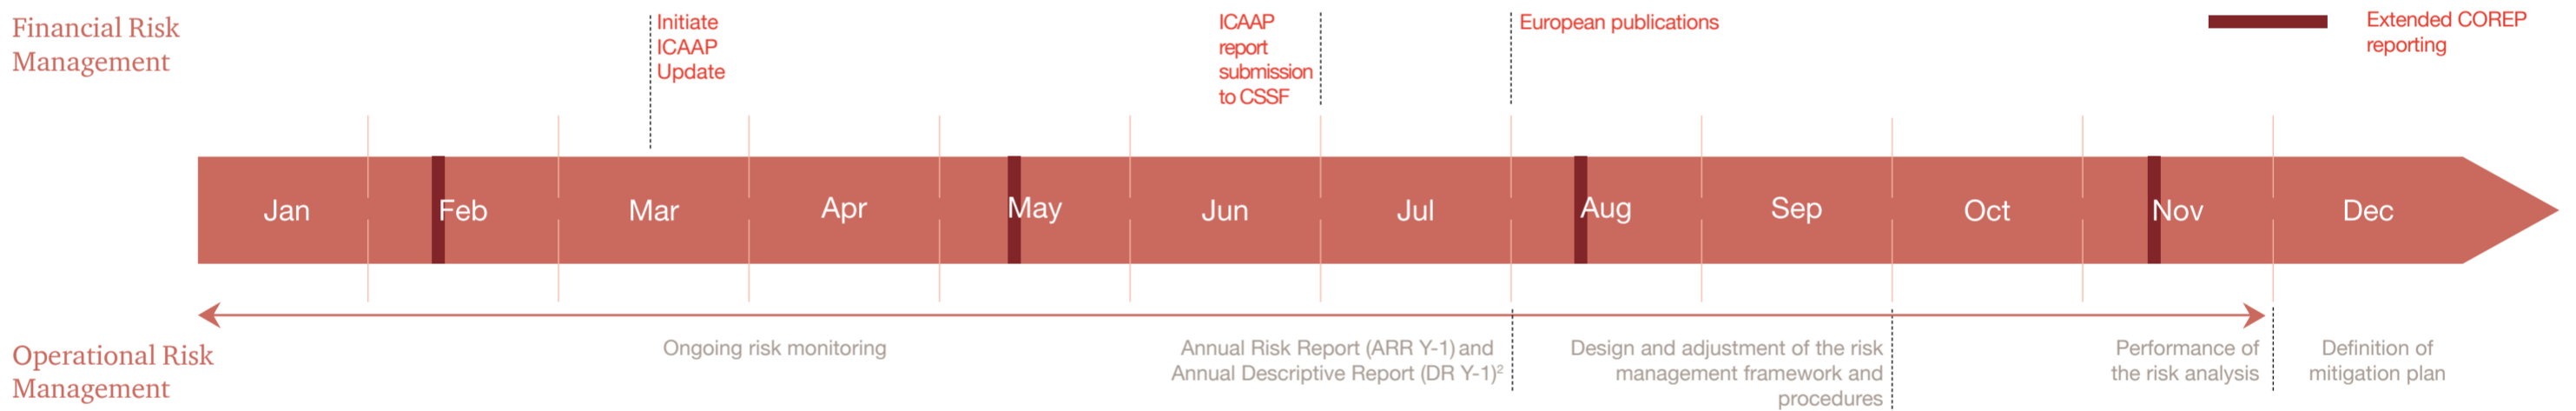 Financial Risk
Management
Initiate
ICAAP
Update
ICAAP
report
submission
to CSSF
European publications
Extended COREP
reporting
Jan
Feb
Mar
Apr
May
Jun
Jul
Aug
Sep
Oct
Nov
Dec
Operational Risk
Management
Ongoing risk monitoring
Annual Risk Report (ARR Y-1) and
Annual Descriptive Report (DR Y-1)²
Design and adjustment of the risk
management framework and
procedures
Performance of
the risk analysis
Definition of
mitigation plan